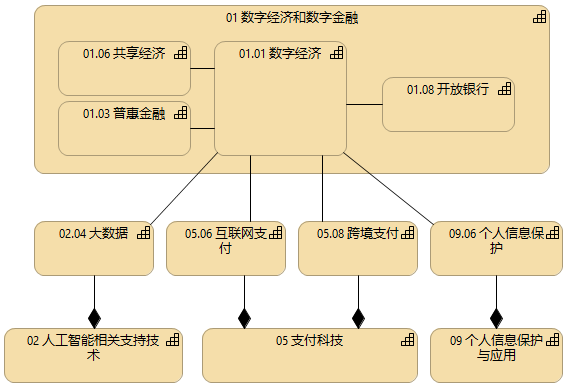 01 数字经济和数字金融
01.06 共享经济
01.01 数字经济
01.08 开放银行
01.03 普惠金融
02.04 大数据
05.06 互联网支
付
05.08 跨境支付
09.06 个人信息保
护
02 人工智能相关支持技
术
05 支付科技
09 个人信息保护
与应用